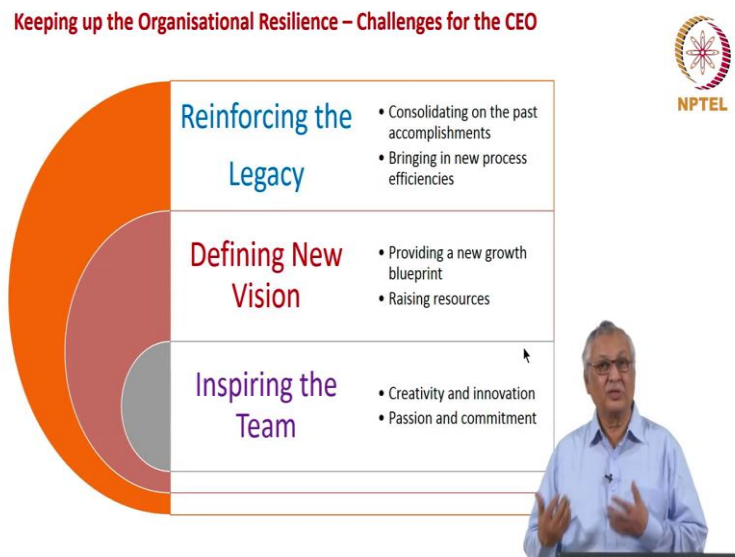 Keeping up the Organisational Resilience – Challenges for the CEO
NPTEL
Reinforcing the
Legacy
• Consolidating on the past
accomplishments
• Bringing in new process
efficiencies
Defining New
Vision
• Providing a new growth
blueprint
• Raising resources
Inspiring the
Team
• Creativity and innovation
• Passion and commitment